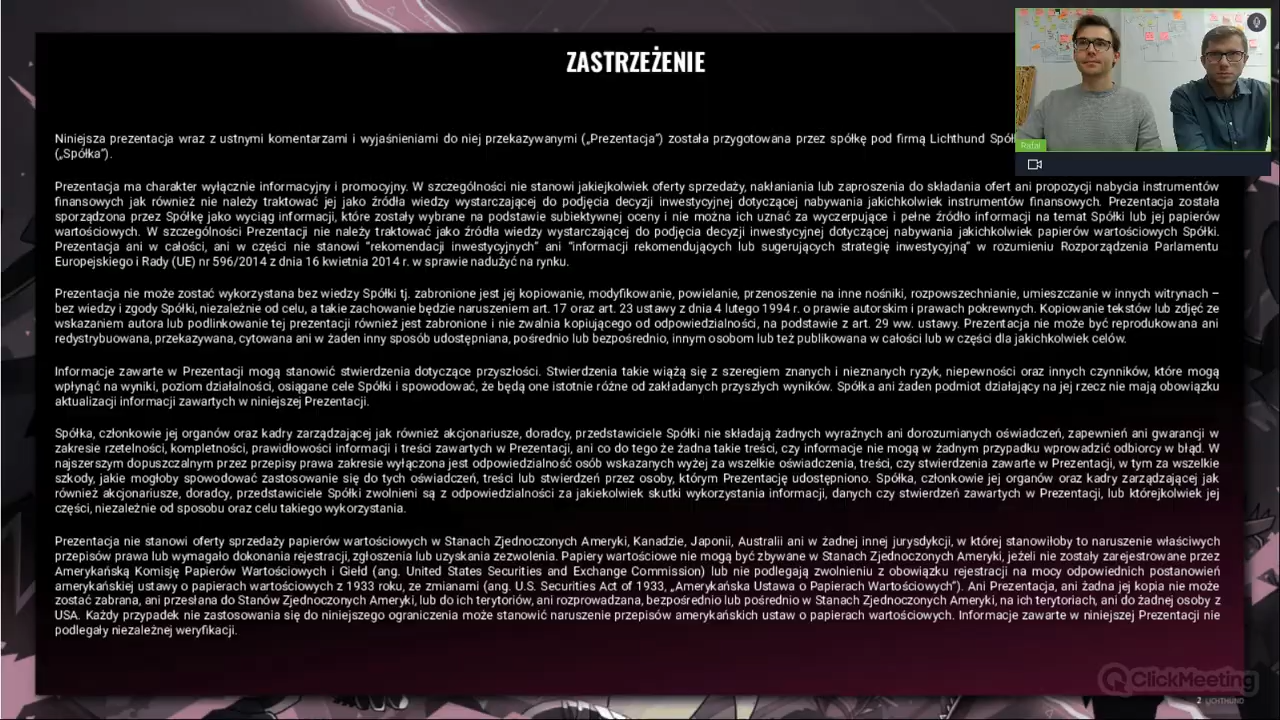 ZASTRZEŻENIE
Niniejsza prezentacja wraz z ustnymi komentarzami i wyjaśnieniami do niej przekazywanymi („Prezentacja”) została przygotowana przez spółkę pod firmą Lichthund
(„Spółka”).
Prezentacja ma charakter wyłącznie informacyjny i promocyjny. W szczególności nie stanowi jakiejkolwiek oferty sprzedaży, nakłaniania lub zaproszenia do składania ofert ani propozycji nabycia instrumentów
finansowych jak również nie należy traktować jej jako źródła wiedzy wystarczającej do podjęcia decyzji inwestycyjnej dotyczącej nabywania jakichkolwiek instrumentów finansowych. Prezentacja została
sporządzona przez Spółkę jako wyciąg informacji, które zostały wybrane na podstawie subiektywnej oceny i nie można ich uznać za wyczerpujące i pełne źródło informacji na temat Spółki lub jej papierów
wartościowych. W szczególności Prezentacji nie należy traktować jako źródła wiedzy wystarczającej do podjęcia decyzji inwestycyjnej dotyczącej nabywania jakichkolwiek papierów wartościowych Spółki.
Prezentacja ani w całości, ani w części nie stanowi “rekomendacji inwestycyjnych” ani “informacji rekomendujących lub sugerujących strategię inwestycyjną” w rozumieniu Rozporządzenia Parlamentu
Europejskiego i Rady (UE) nr 596/2014 z dnia 16 kwietnia 2014 r. w sprawie nadużyć na rynku.
Prezentacja nie może zostać wykorzystana bez wiedzy Spółki tj. zabronione jest jej kopiowanie, modyfikowanie, powielanie, przenoszenie na inne nośniki, rozpowszechnianie, umieszczanie w innych witrynach –
bez wiedzy i zgody Spółki, niezależnie od celu, a takie zachowanie będzie naruszeniem art. 17 oraz art. 23 ustawy z dnia 4 lutego 1994 r. o prawie autorskim i prawach pokrewnych. Kopiowanie tekstów lub zdjęć ze
wskazaniem autora lub podlinkowanie tej prezentacji również jest zabronione i nie zwalnia kopiującego od odpowiedzialności, na podstawie z art. 29 ww. ustawy. Prezentacja nie może być reprodukowana ani
redystrybuowana, przekazywana, cytowana ani w żaden inny sposób udostępniana, pośrednio lub bezpośrednio, innym osobom lub też publikowana w całości lub w części dla jakichkolwiek celów.
Informacje zawarte w Prezentacji mogą stanowić stwierdzenia dotyczące przyszłości. Stwierdzenia takie wiążą się z szeregiem znanych i nieznanych ryzyk, niepewności oraz innych czynników, które mogą
wpłynąć na wyniki, poziom działalności, osiągane cele Spółki i spowodować, że będą one istotnie różne od zakładanych przyszłych wyników. Spółka ani żaden podmiot działający na jej rzecz nie mają obowiązku
aktualizacji informacji zawartych w niniejszej Prezentacji.
Spółka, członkowie jej organów oraz kadry zarządzającej jak również akcjonariusze, doradcy, przedstawiciele Spółki nie składają żadnych wyraźnych ani dorozumianych oświadczeń, zapewnień ani gwarancji w
zakresie rzetelności, kompletności, prawidłowości informacji i treści zawartych w Prezentacji, ani co do tego że żadna takie treści, czy informacje nie mogą w żadnym przypadku wprowadzić odbiorcy w błąd. W
najszerszym dopuszczalnym przez przepisy prawa zakresie wyłączona jest odpowiedzialność osób wskazanych wyżej za wszelkie oświadczenia, treści, czy stwierdzenia zawarte w Prezentacji, w tym za wszelkie
szkody, jakie mogłoby spowodować zastosowanie się do tych oświadczeń, treści lub stwierdzeń przez osoby, którym Prezentację udostępniono. Spółka, członkowie jej organów oraz kadry zarządzającej jak
również akcjonariusze, doradcy, przedstawiciele Spółki zwolnieni są z odpowiedzialności za jakiekolwiek skutki wykorzystania informacji, danych czy stwierdzeń zawartych w Prezentacji, lub którejkolwiek jej
części, niezależnie od sposobu oraz celu takiego wykorzystania.
Prezentacja nie stanowi oferty sprzedaży papierów wartościowych w Stanach Zjednoczonych Ameryki, Kanadzie, Japonii, Australii ani w żadnej innej jurysdykcji, w której stanowiłoby to naruszenie właściwych
przepisów prawa lub wymagało dokonania rejestracji, zgłoszenia lub uzyskania zezwolenia. Papiery wartościowe nie mogą być zbywane w Stanach Zjednoczonych Ameryki, jeżeli nie zostały zarejestrowane przez
Amerykańską Komisję Papierów Wartościowych i Giełd (ang. United States Securities and Exchange Commission) lub nie podlegają zwolnieniu z obowiązku rejestracji na mocy odpowiednich postanowień
amerykańskiej ustawy o papierach wartościowych z 1933 roku, ze zmianami (ang. U.S. Securities Act of 1933, „Amerykańska Ustawa o Papierach Wartościowych”). Ani Prezentacja, ani żadna jej kopia nie może
zostać zabrana, ani przesłana do Stanów Zjednoczonych Ameryki, lub do ich terytoriów, ani rozprowadzana, bezpośrednio lub pośrednio w Stanach Zjednoczonych Ameryki, na ich terytoriach, ani do żadnej osoby z
USA. Każdy przypadek nie zastosowania się do niniejszego ograniczenia może stanowić naruszenie przepisów amerykańskich ustaw o papierach wartościowych. Informacje zawarte w niniejszej Prezentacji nie
podlegały niezależnej weryfikacji.
Rafał
ClickMeeting
2 LICHTHUND